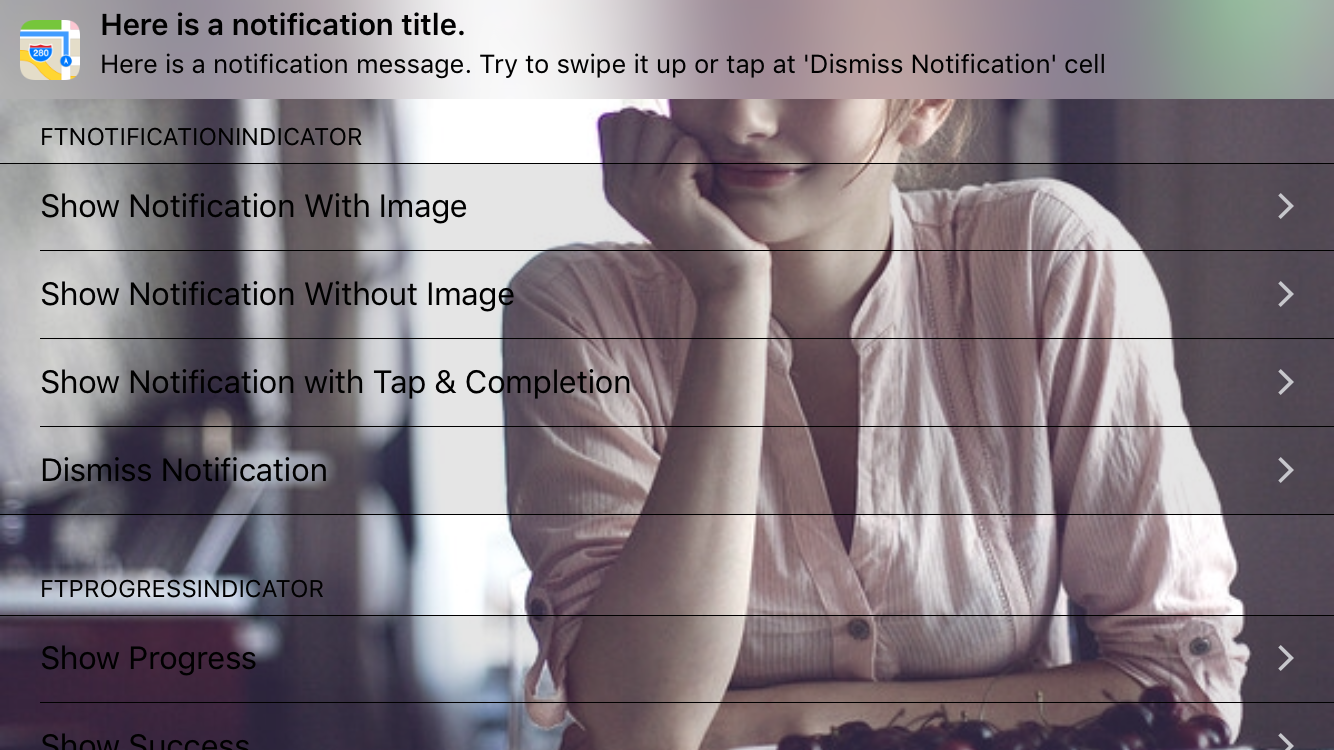 Here is a notification title.
280
Here is a notification message. Try to swipe it up or tap at 'Dismiss Notification' cell
FTNOTIFICATIONINDICATOR
Show Notification With Image
Show Notification Without Image
Show Notification with Tap & Completion
Dismiss Notification
FTPROGRESSINDICATOR
Show Progress
Show Success